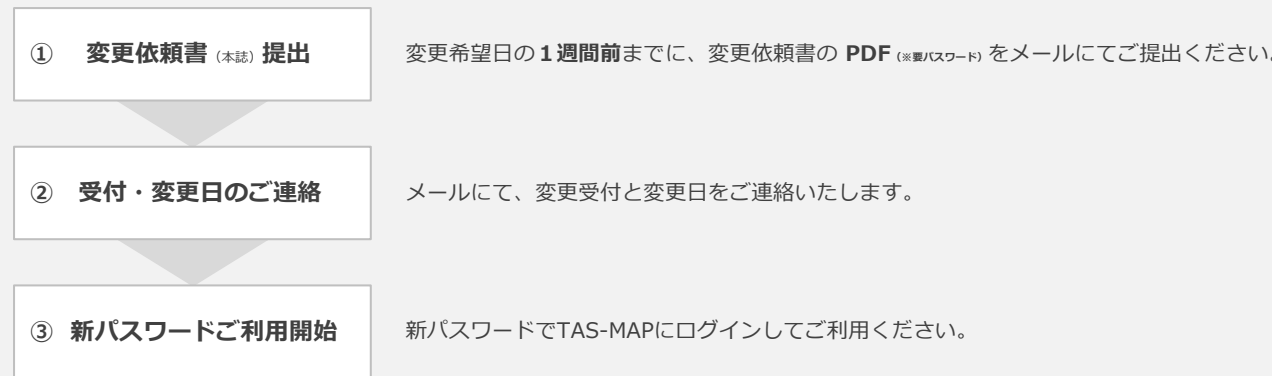 ① 変更依頼書（本誌）提出
変更希望日の１週間前までに、変更依頼書の PDF（※要パスワード）をメールにてご提出ください。
② 受付・変更日のご連絡
メールにて、変更受付と変更日をご連絡いたします。
③ 新パスワードご利用開始
新パスワードでTAS-MAPにログインしてご利用ください。